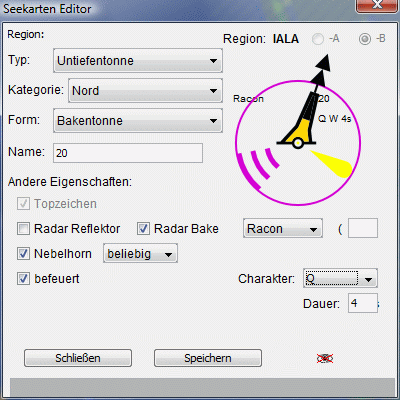 Seekarten Editor
Region:
Region: IALA -A -B
Typ: Untiefentonne
Kategorie: Nord
Racon 20
Form: Bakentonne
Q W 4s
Name: 20
Andere Eigenschaften:
Topzeichen
Radar Reflektor Radar Bake Racon (
Nebelhorn beliebig
befeuert Charakter: Q
Dauer: 4 s
Schließen Speichern